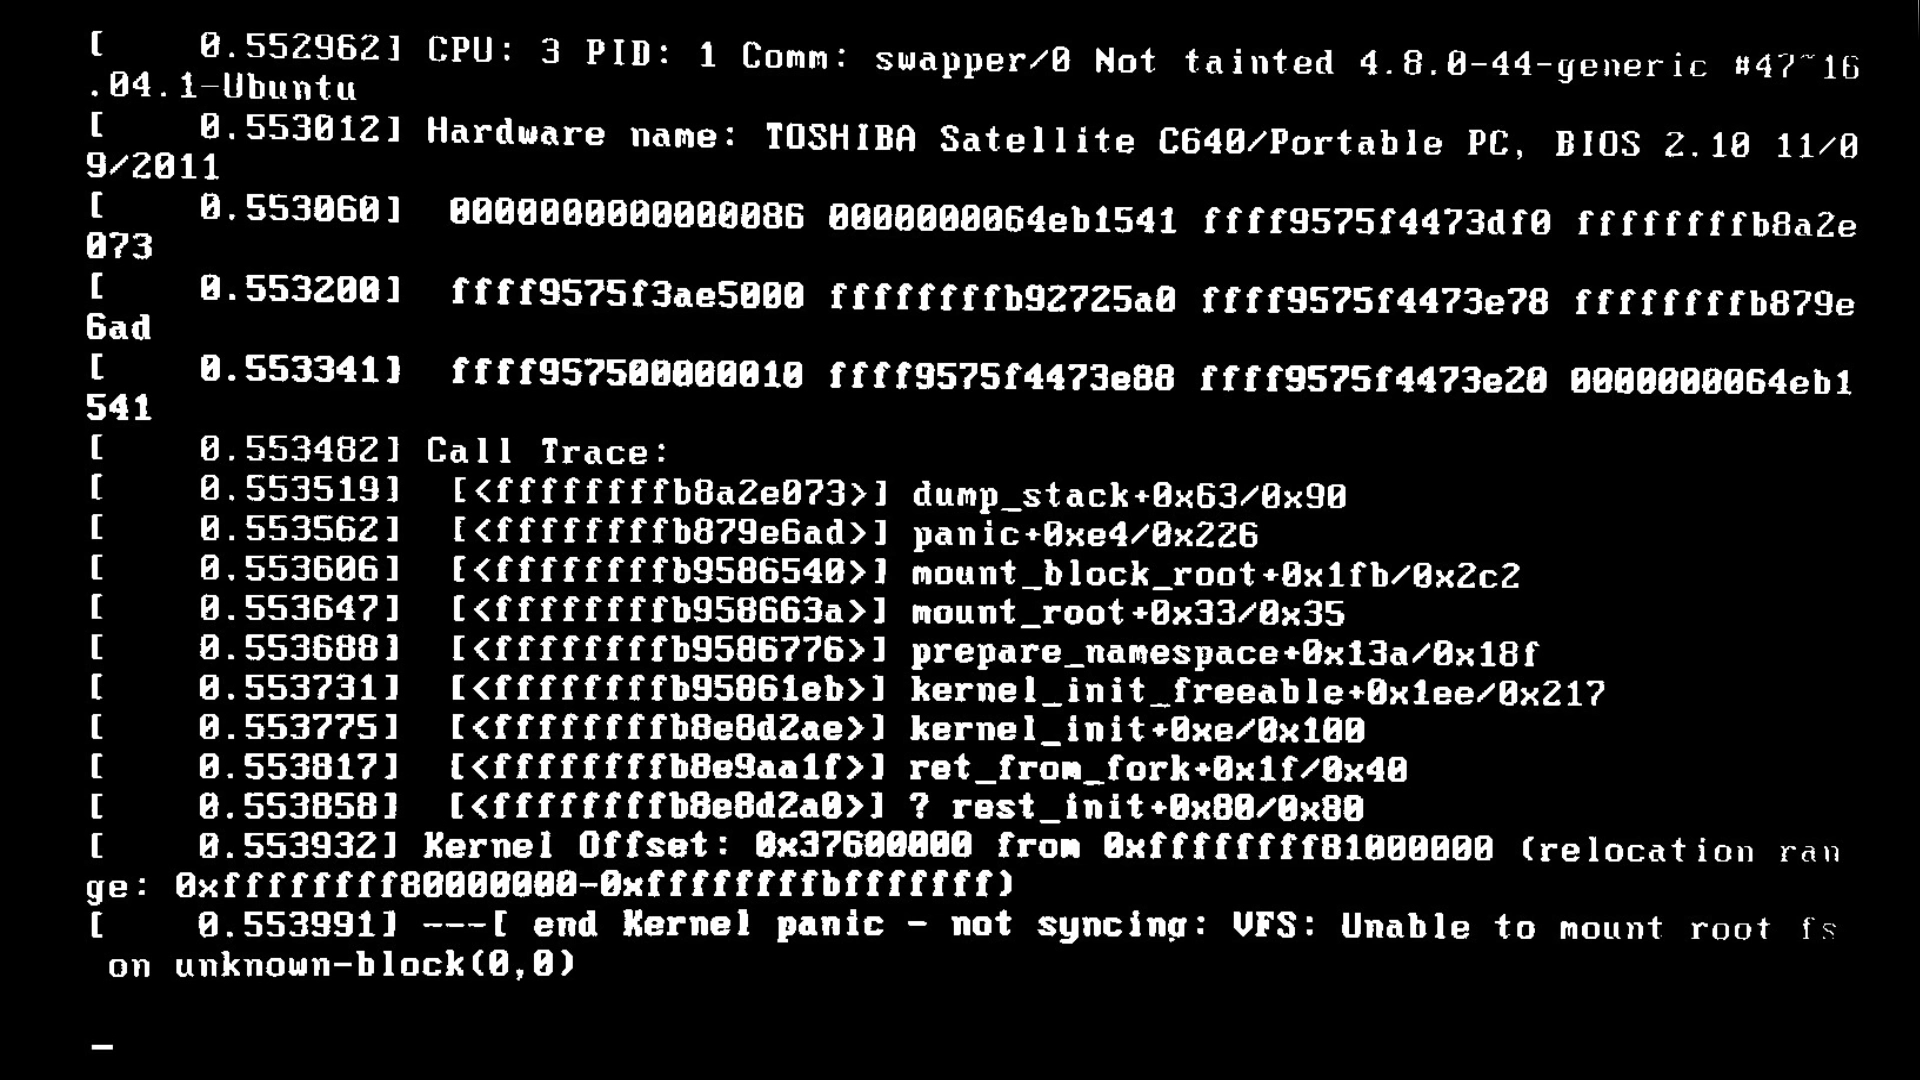 [    0.552962] CPU: 3 PID: 1 Comm: swapper/0 Not tainted 4.8.0-44-generic #47~16
.04.1-Ubuntu
[    0.553012] Hardware name: TOSHIBA Satellite C640/Portable PC, BIOS 2.10 11/0
9/2011
[    0.553060]  0000000000000086 0000000064eb1541 ffff9575f4473df0 ffffffffb8a2e
073
[    0.553200]  ffff9575f3ae5000 ffffffffb92725a0 ffff9575f4473e78 ffffffffb879e
6ad
[    0.553341]  ffff957500000010 ffff9575f4473e88 ffff9575f4473e20 0000000064eb1
541
[    0.553482] Call Trace:
[    0.553519]  [<ffffffffb8a2e073>] dump_stack+0x63/0x90
[    0.553562]  [<ffffffffb879e6ad>] panic+0xe4/0x226
[    0.553606]  [<ffffffffb9586540>] mount_block_root+0x1fb/0x2c2
[    0.553647]  [<ffffffffb958663a>] mount_root+0x33/0x35
[    0.553688]  [<ffffffffb9586776>] prepare_namespace+0x13a/0x18f
[    0.553731]  [<ffffffffb95861eb>] kernel_init_freeable+0x1ee/0x217
[    0.553775]  [<ffffffffb8e8d2ae>] kernel_init+0xe/0x100
[    0.553817]  [<ffffffffb8e9aa1f>] ret_from_fork+0x1f/0x40
[    0.553858]  [<ffffffffb8e8d2a0>] ? rest_init+0x80/0x80
[    0.553932] Kernel Offset: 0x37600000 from 0xffffffff81000000 (relocation ran
ge: 0xffffffff80000000-0xffffffffbfffffff)
[    0.553991] ---[ end Kernel panic - not syncing: VFS: Unable to mount root fs
 on unknown-block(0,0)